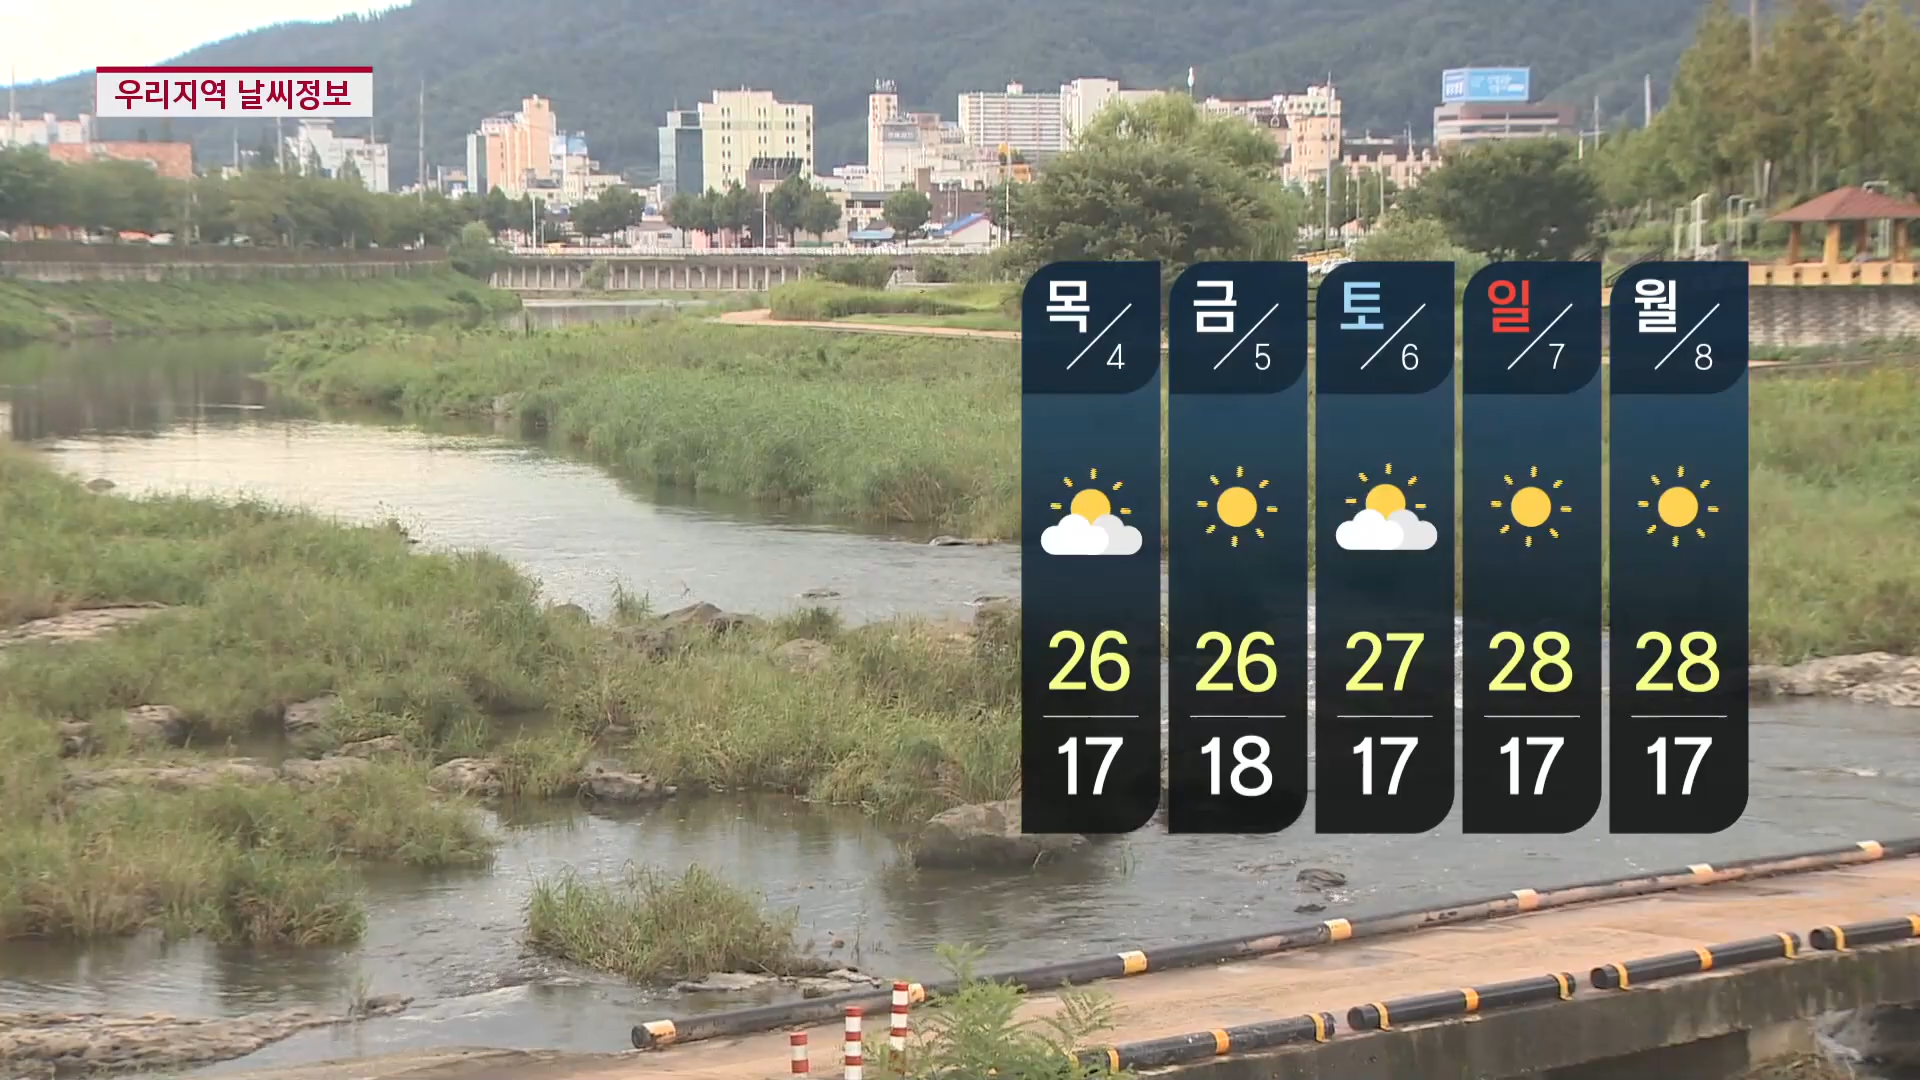 우리지역 날씨정보
목/4 금/5 토/6 일/7 월/8
26 26 27 28 28
17 18 17 17 17